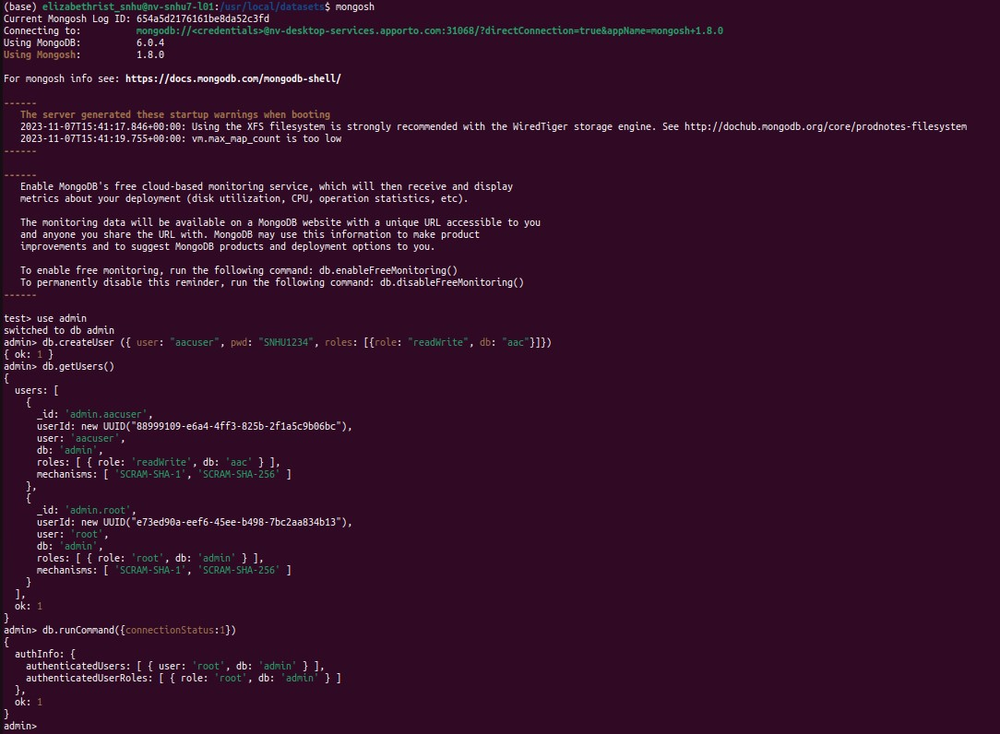 (base) elizabethrist_snhu@nv-snhu7-l01:/usr/local/datasets$ mongosh
Current Mongosh Log ID: 654a5d2176161be8da52c3fd
Connecting to:          mongodb://<credentials>@nv-desktop-services.apporto.com:31068/?directConnection=true&appName=mongosh+1.8.0
Using MongoDB:          6.0.4
Using Mongosh:          1.8.0

For mongosh info see: https://docs.mongodb.com/mongodb-shell/

------
   The server generated these startup warnings when booting
   2023-11-07T15:41:17.846+00:00: Using the XFS filesystem is strongly recommended with the WiredTiger storage engine. See http://dochub.mongodb.org/core/prodnotes-filesystem
   2023-11-07T15:41:19.755+00:00: vm.max_map_count is too low
------

------
   Enable MongoDB's free cloud-based monitoring service, which will then receive and display
   metrics about your deployment (disk utilization, CPU, operation statistics, etc).

   The monitoring data will be available on a MongoDB website with a unique URL accessible to you
   and anyone you share the URL with. MongoDB may use this information to make product
   improvements and to suggest MongoDB products and deployment options to you.

   To enable free monitoring, run the following command: db.enableFreeMonitoring()
   To permanently disable this reminder, run the following command: db.disableFreeMonitoring()
------

test> use admin
switched to db admin
admin> db.createUser ({ user: "aacuser", pwd: "SNHU1234", roles: [{role: "readWrite", db: "aac"}]})
{ ok: 1 }
admin> db.getUsers()
{
  users: [
    {
      _id: 'admin.aacuser',
      userId: new UUID("88999109-e6a4-4ff3-825b-2f1a5c9b06bc"),
      user: 'aacuser',
      db: 'admin',
      roles: [ { role: 'readWrite', db: 'aac' } ],
      mechanisms: [ 'SCRAM-SHA-1', 'SCRAM-SHA-256' ]
    },
    {
      _id: 'admin.root',
      userId: new UUID("e73ed90a-eef6-45ee-b498-7bc2aa834b13"),
      user: 'root',
      db: 'admin',
      roles: [ { role: 'root', db: 'admin' } ],
      mechanisms: [ 'SCRAM-SHA-1', 'SCRAM-SHA-256' ]
    }
  ],
  ok: 1
}
admin> db.runCommand({connectionStatus:1})
{
  authInfo: {
    authenticatedUsers: [ { user: 'root', db: 'admin' } ],
    authenticatedUserRoles: [ { role: 'root', db: 'admin' } ]
  },
  ok: 1
}
admin>